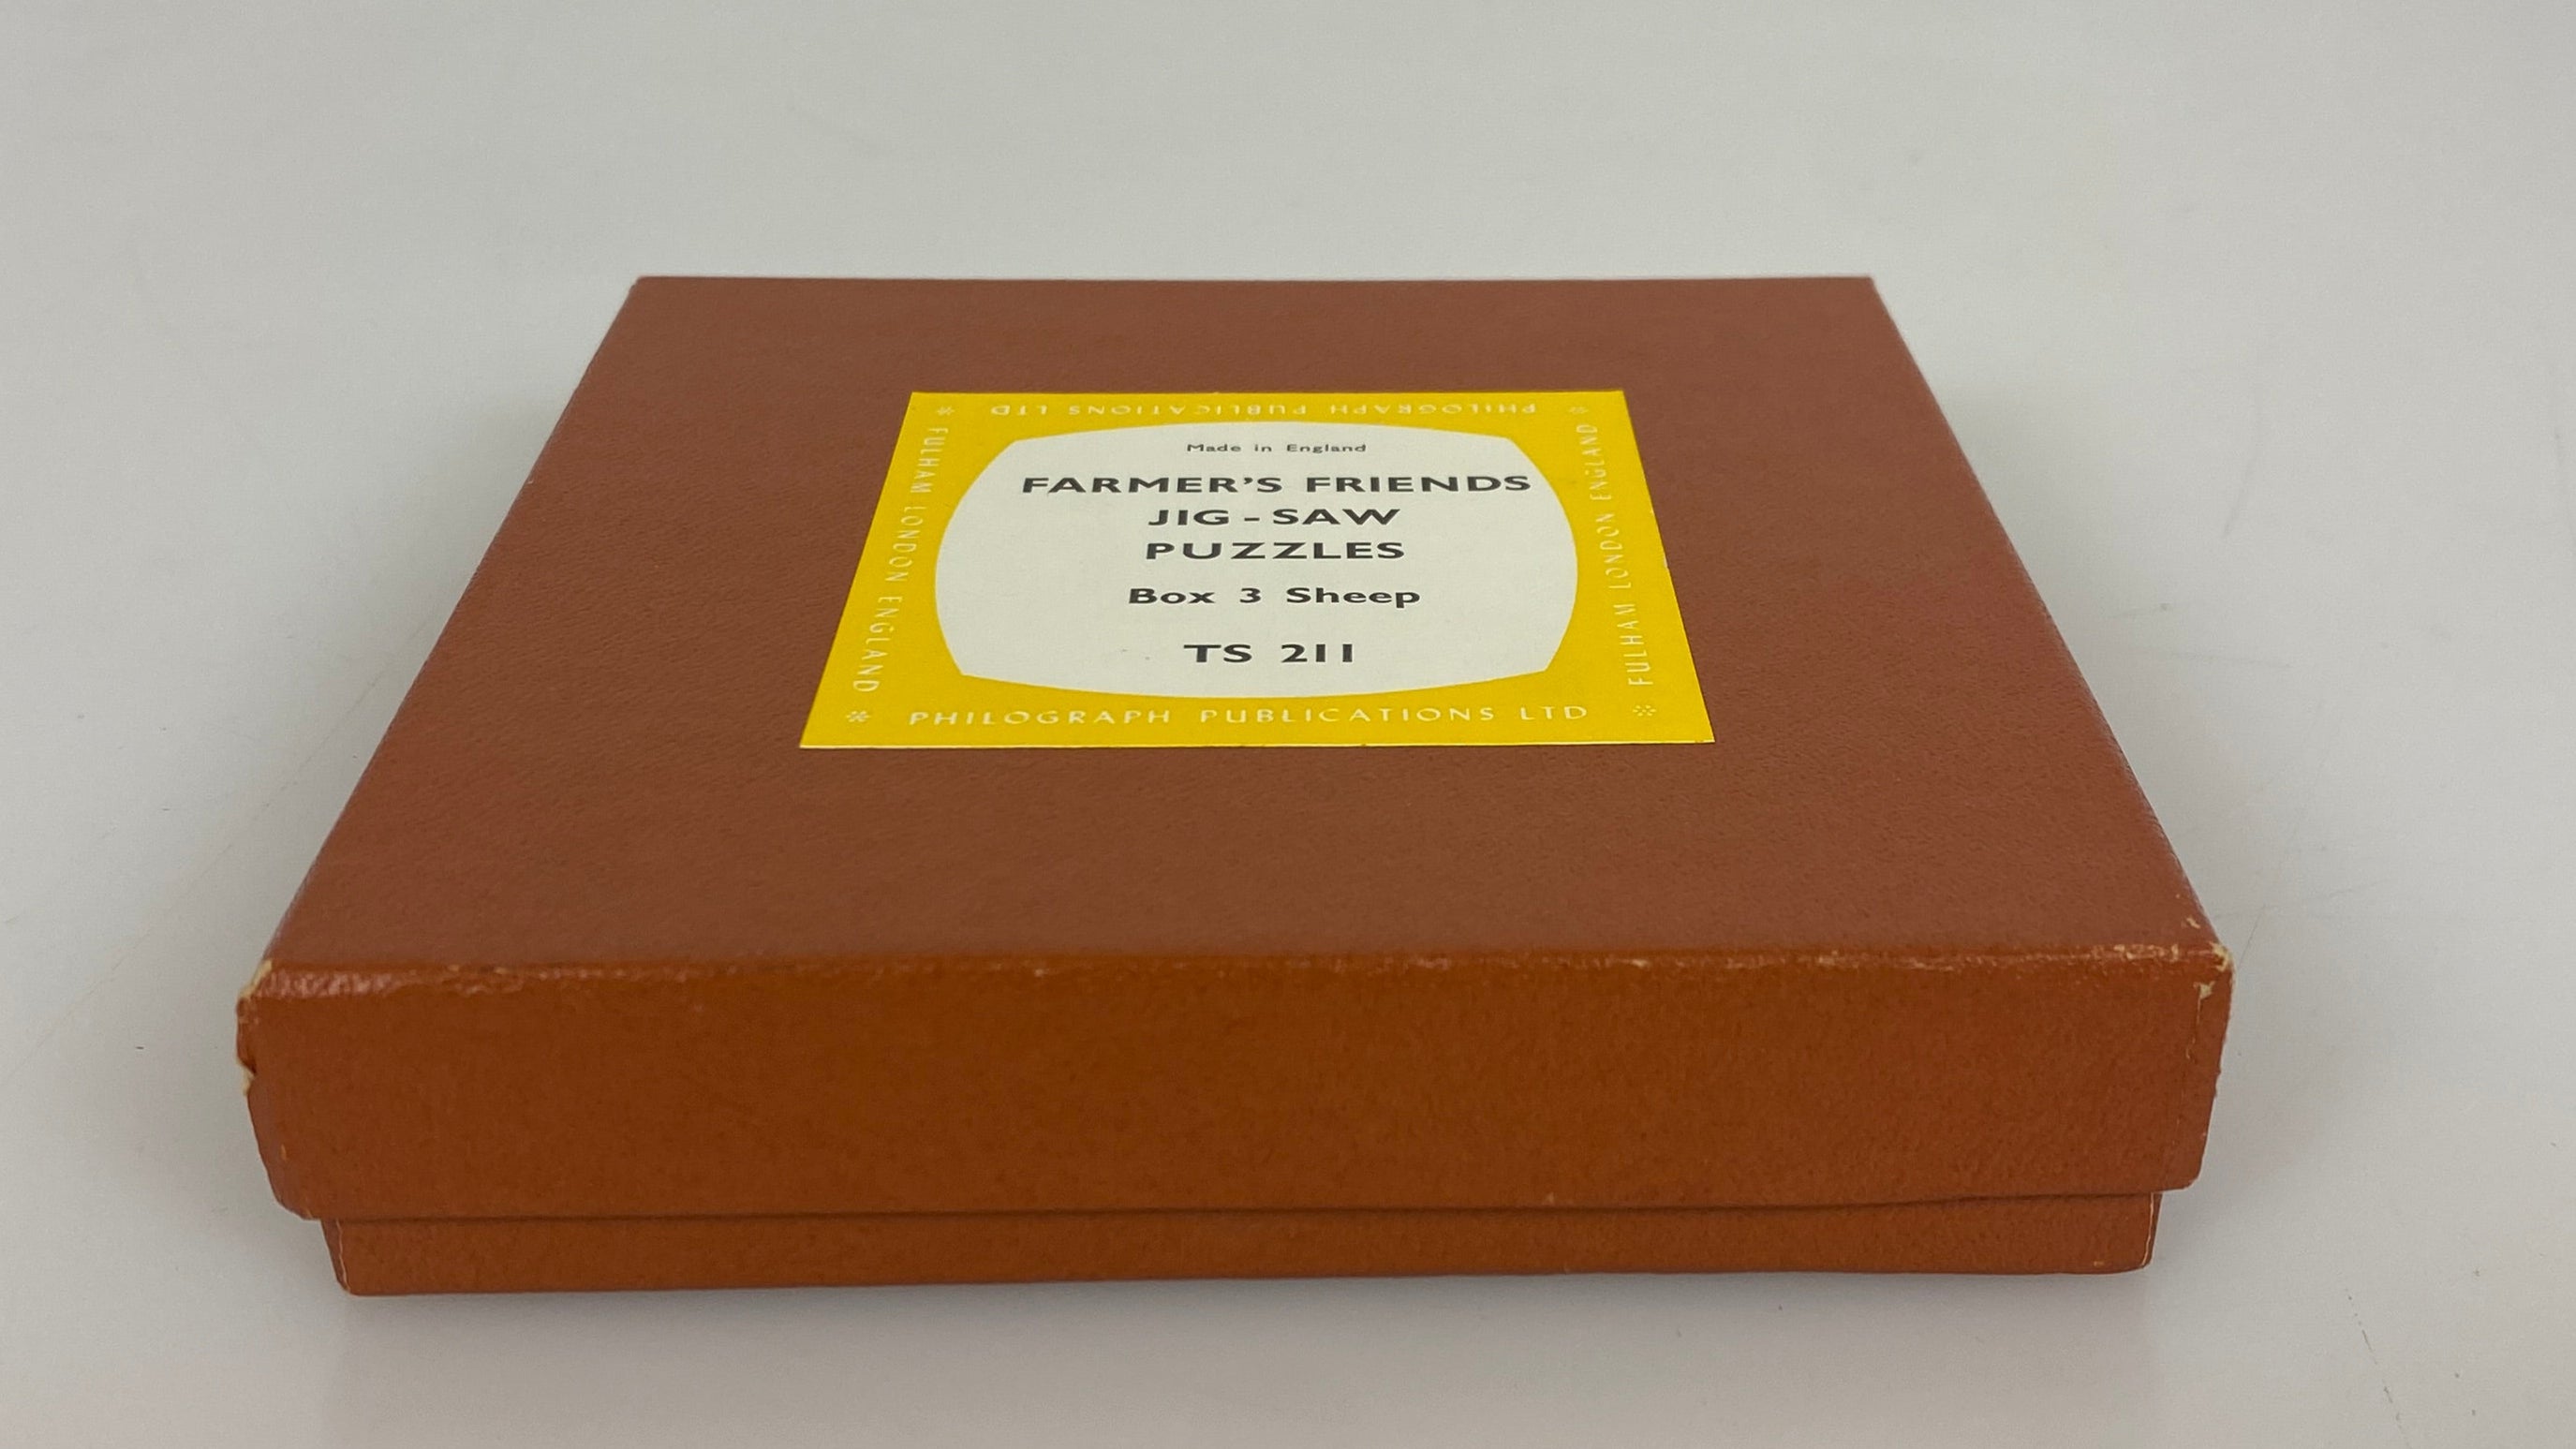 PHILOGRAPH PUBLICATIONS LTD
Made in England
FARMER'S FRIENDS
JIG-SAW
PUZZLES
Box 3 Sheep
TS 211
FULHAM LONDON ENGLAND
FULHAM LONDON ENGLAND
PHILOGRAPH PUBLICATIONS LTD